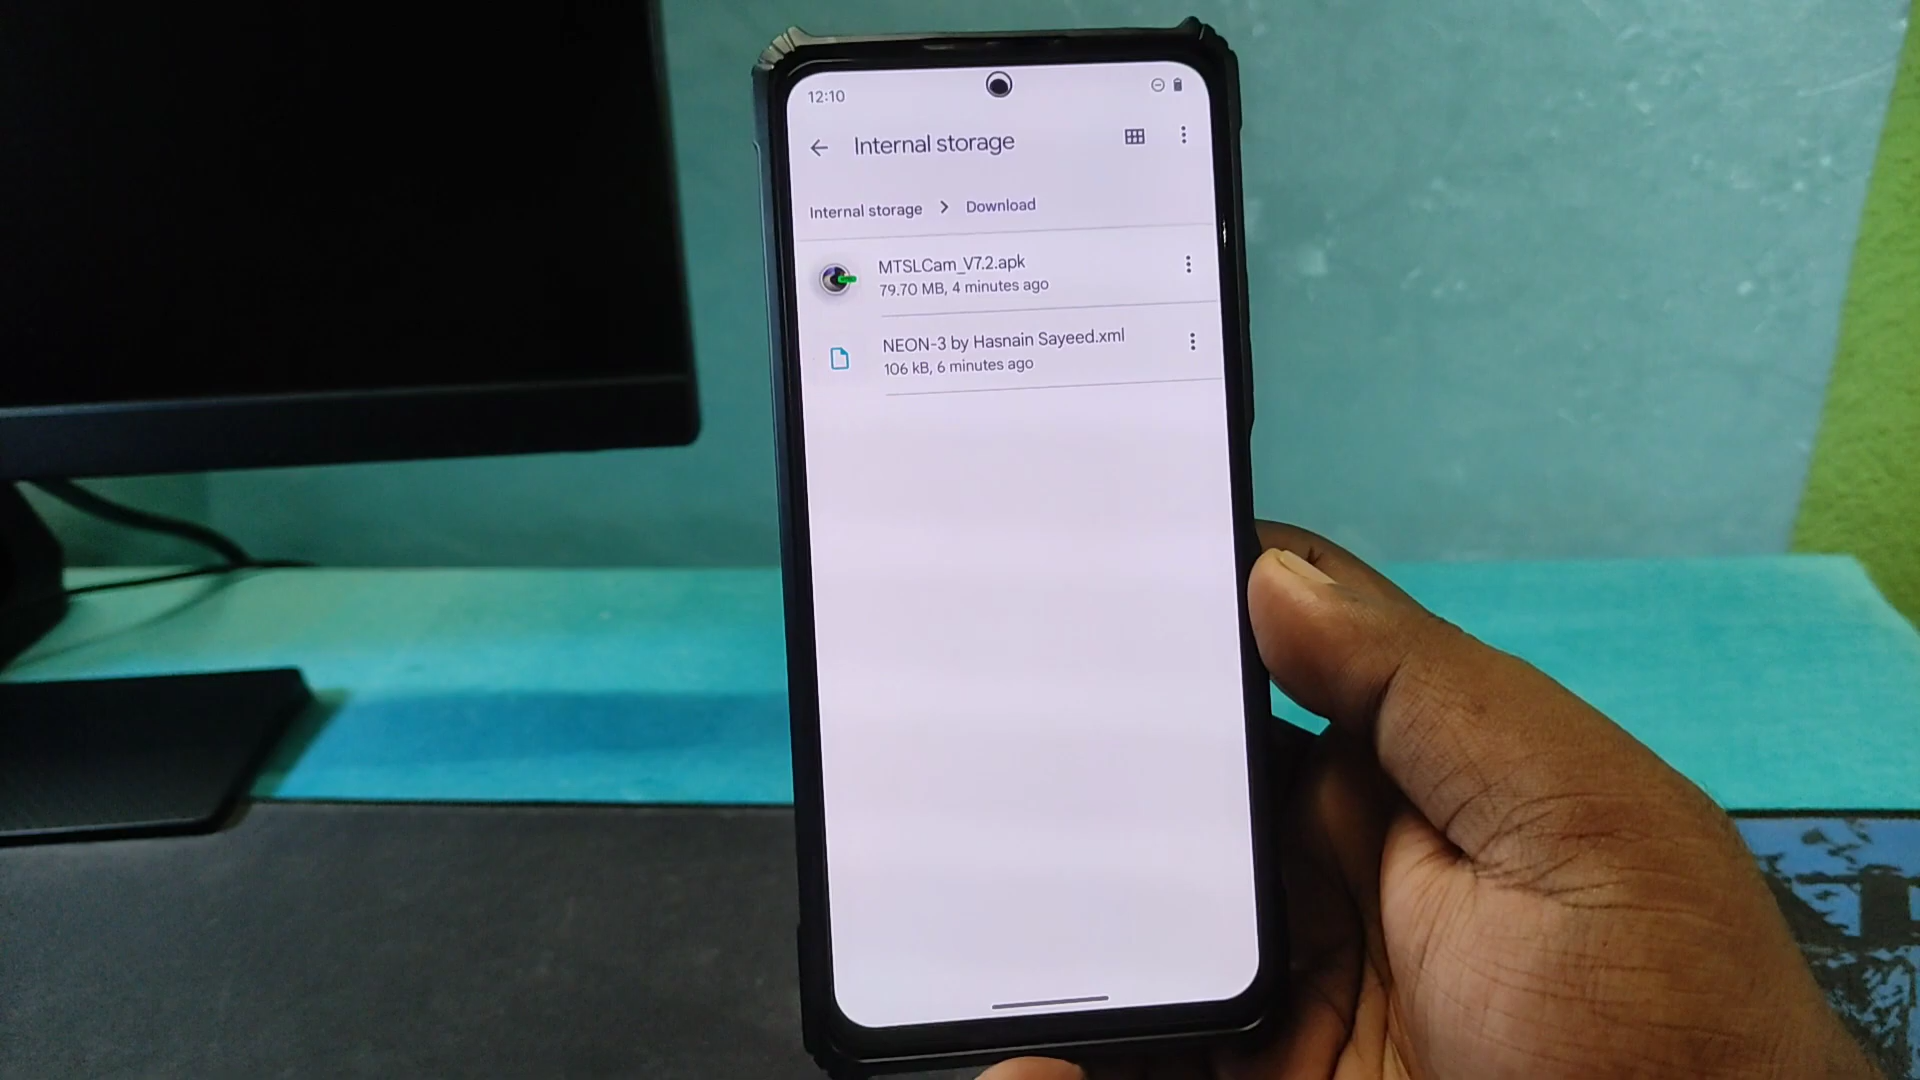 12:10
Internal storage
Internal storage > Download
MTSLCam_V7.2.apk
79.70 MB, 4 minutes ago
NEON-3 by Hasnain Sayeed.xml
106 kB, 6 minutes ago